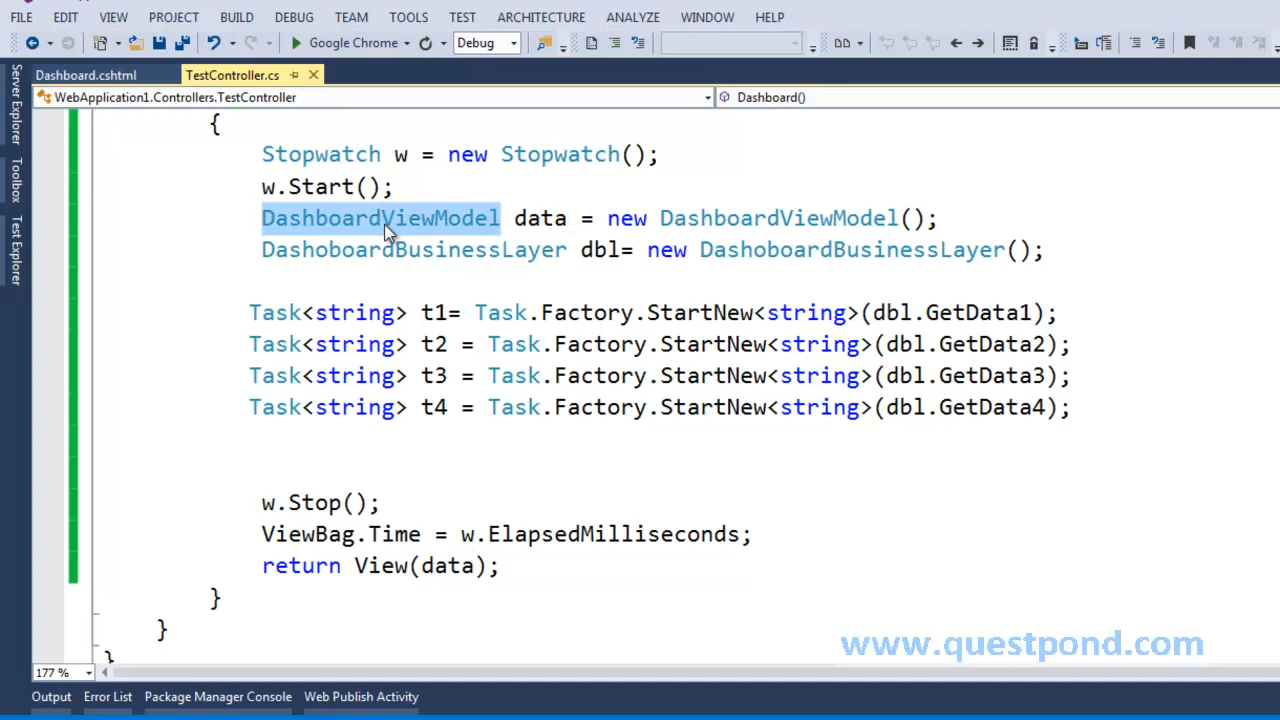 FILE EDIT VIEW PROJECT BUILD DEBUG TEAM TOOLS TEST ARCHITECTURE ANALYZE WINDOW HELP
Google Chrome Debug
Server Explorer
Toolbox
Test Explorer
Dashboard.cshtml TestController.cs
WebApplication1.Controllers.TestController Dashboard()
{
Stopwatch w = new Stopwatch();
w.Start();
DashboardViewModel data = new DashboardViewModel();
DashoboardBusinessLayer dbl= new DashoboardBusinessLayer();
Task<string> t1= Task.Factory.StartNew<string>(dbl.GetData1);
Task<string> t2 = Task.Factory.StartNew<string>(dbl.GetData2);
Task<string> t3 = Task.Factory.StartNew<string>(dbl.GetData3);
Task<string> t4 = Task.Factory.StartNew<string>(dbl.GetData4);
w.Stop();
ViewBag.Time = w.ElapsedMilliseconds;
return View(data);
}
}
}
www.questpond.com
177 %
Output Error List Package Manager Console Web Publish Activity